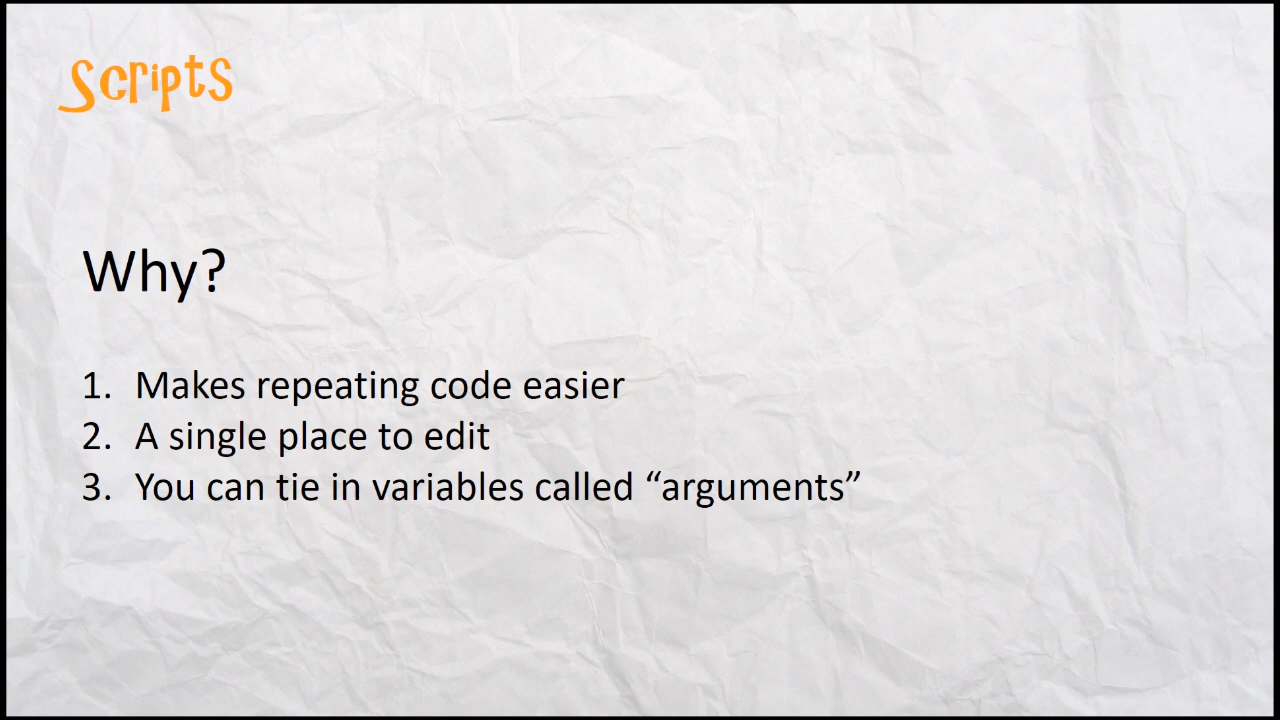 Scripts
Why?
1. Makes repeating code easier
2. A single place to edit
3. You can tie in variables called “arguments”